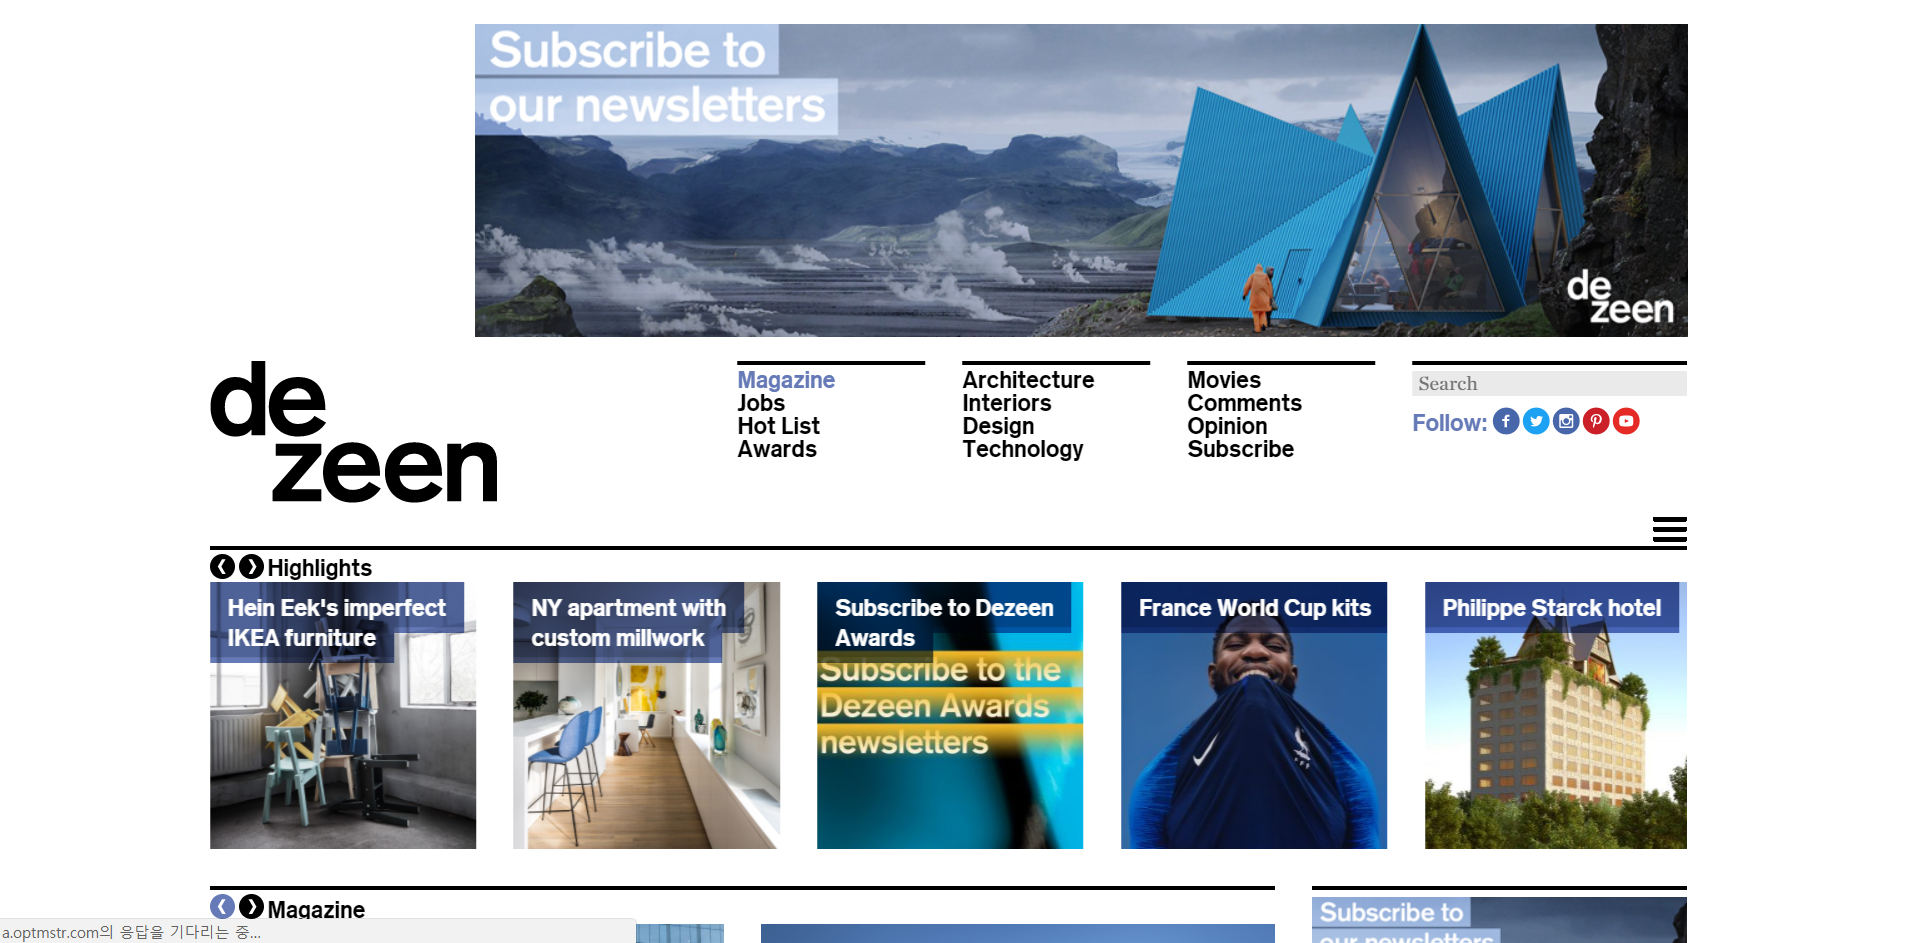 Subscribe to
our newsletters
de
zeen
de
zeen
Magazine
Jobs
Hot List
Awards
Architecture
Interiors
Design
Technology
Movies
Comments
Opinion
Subscribe
Search
Follow:
Highlights
Hein Eek's imperfect
IKEA furniture
NY apartment with
custom millwork
Subscribe to Dezeen
Awards
Subscribe to the
Dezeen Awards
newsletters
France World Cup kits
FFF
Philippe Starck hotel
Magazine
Subscribe to
our newsletters
a.optmstr.com의 응답을 기다리는 중...